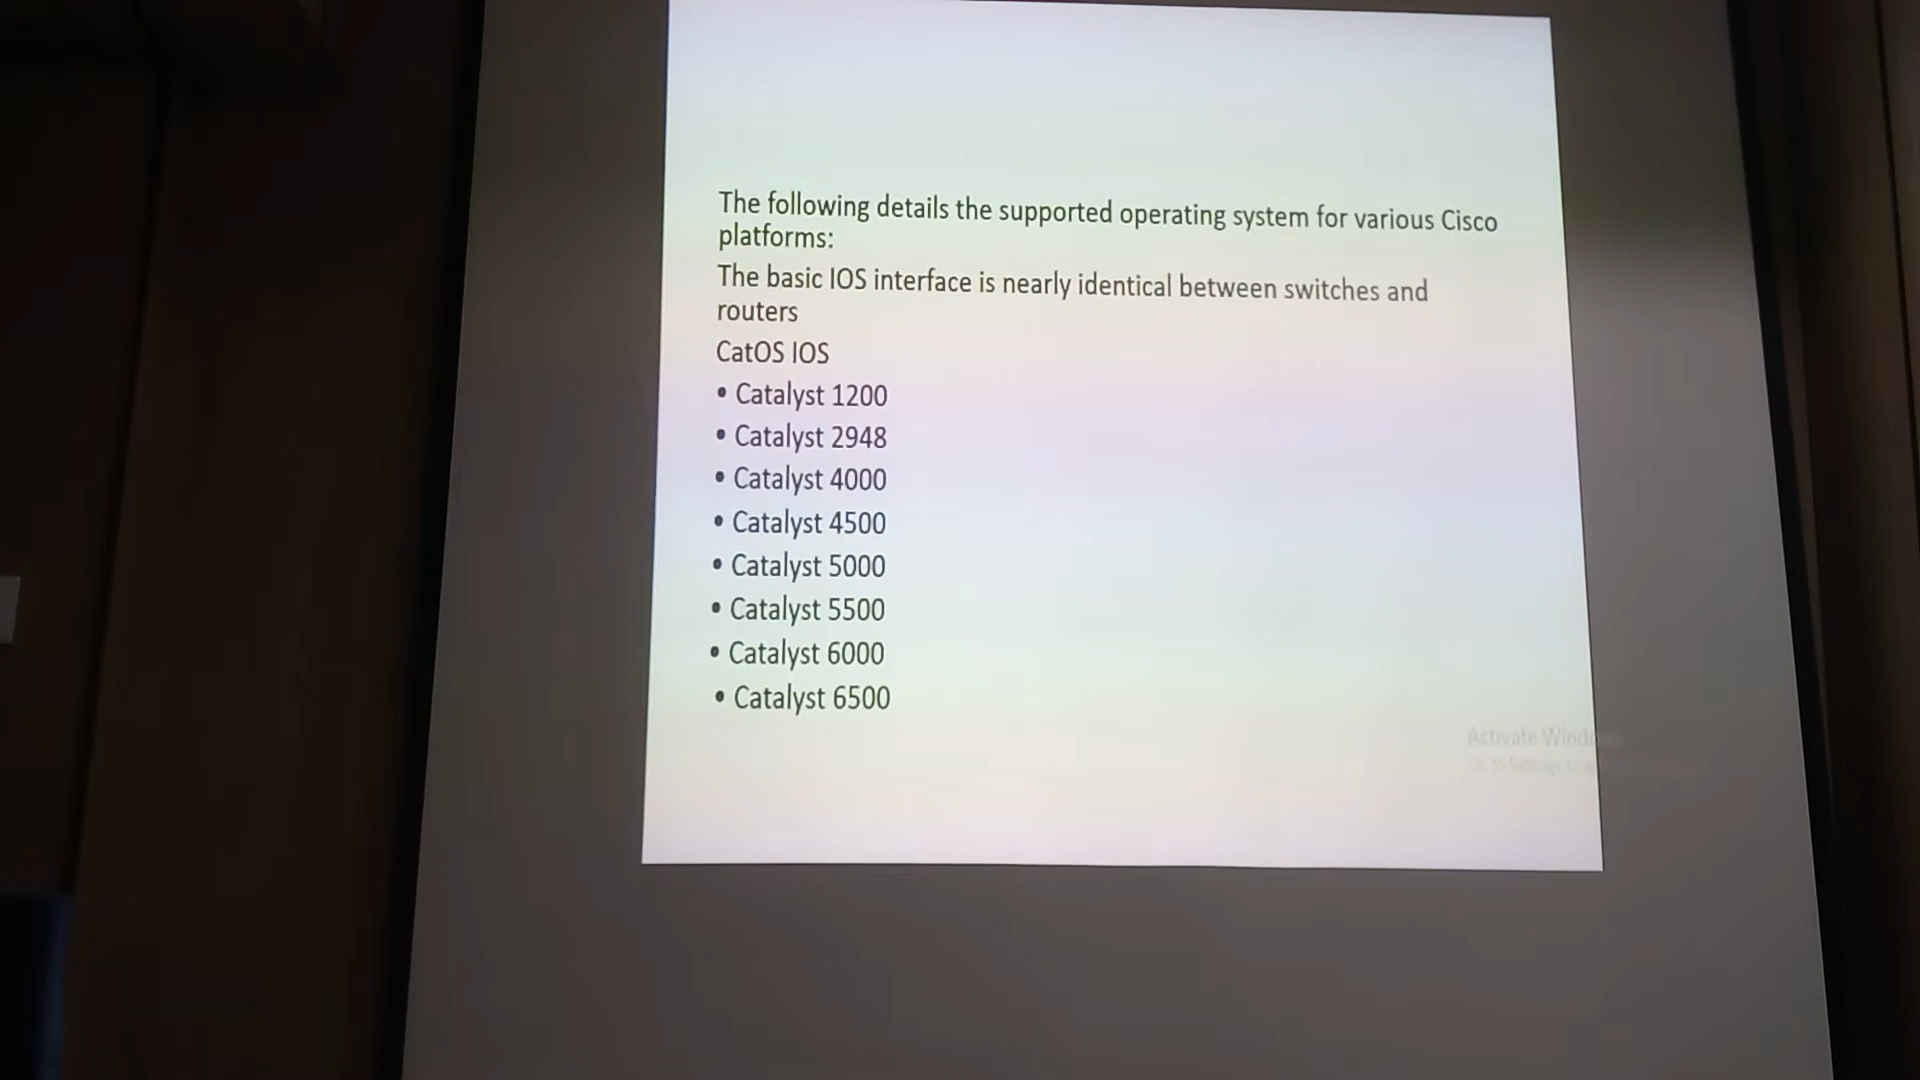 The following details the supported operating system for various Cisco
platforms:
The basic IOS interface is nearly identical between switches and
routers
CatOS IOS
• Catalyst 1200
• Catalyst 2948
• Catalyst 4000
• Catalyst 4500
• Catalyst 5000
• Catalyst 5500
• Catalyst 6000
• Catalyst 6500
Activate Windows